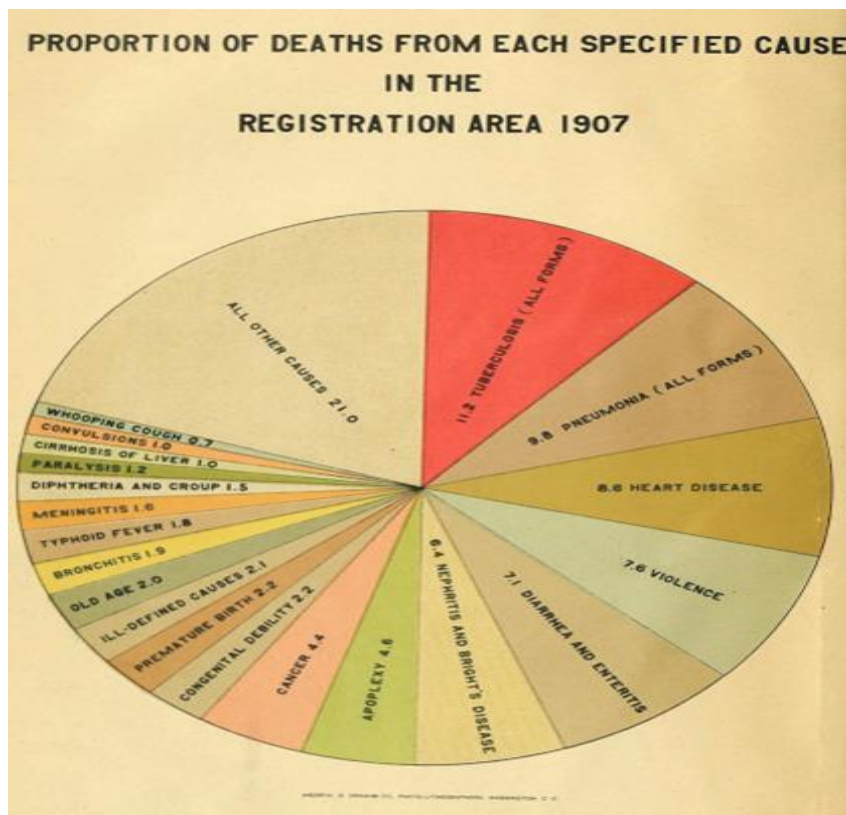 PROPORTION OF DEATHS FROM EACH SPECIFIED CAUSE
IN THE
REGISTRATION AREA 1907
11.2 TUBERCULOSIS (ALL FORMS)
9.8 PNEUMONIA (ALL FORMS)
8.6 HEART DISEASE
7.6 VIOLENCE
7.1 DIARRHEA AND ENTERITIS
6.4 NEPHRITIS AND BRIGHT'S DISEASE
APOPLEXY 4.6
CANCER 4.4
CONGENITAL DEBILITY 2.2
PREMATURE BIRTH 2.2
ILL-DEFINED CAUSES 2.1
OLD AGE 2.0
BRONCHITIS 1.9
TYPHOID FEVER 1.8
MENINGITIS 1.6
DIPHTHERIA AND CROUP 1.5
PARALYSIS 1.2
CIRRHOSIS OF LIVER 1.0
CONVULSIONS 1.0
WHOOPING COUGH 0.7
ALL OTHER CAUSES 21.0